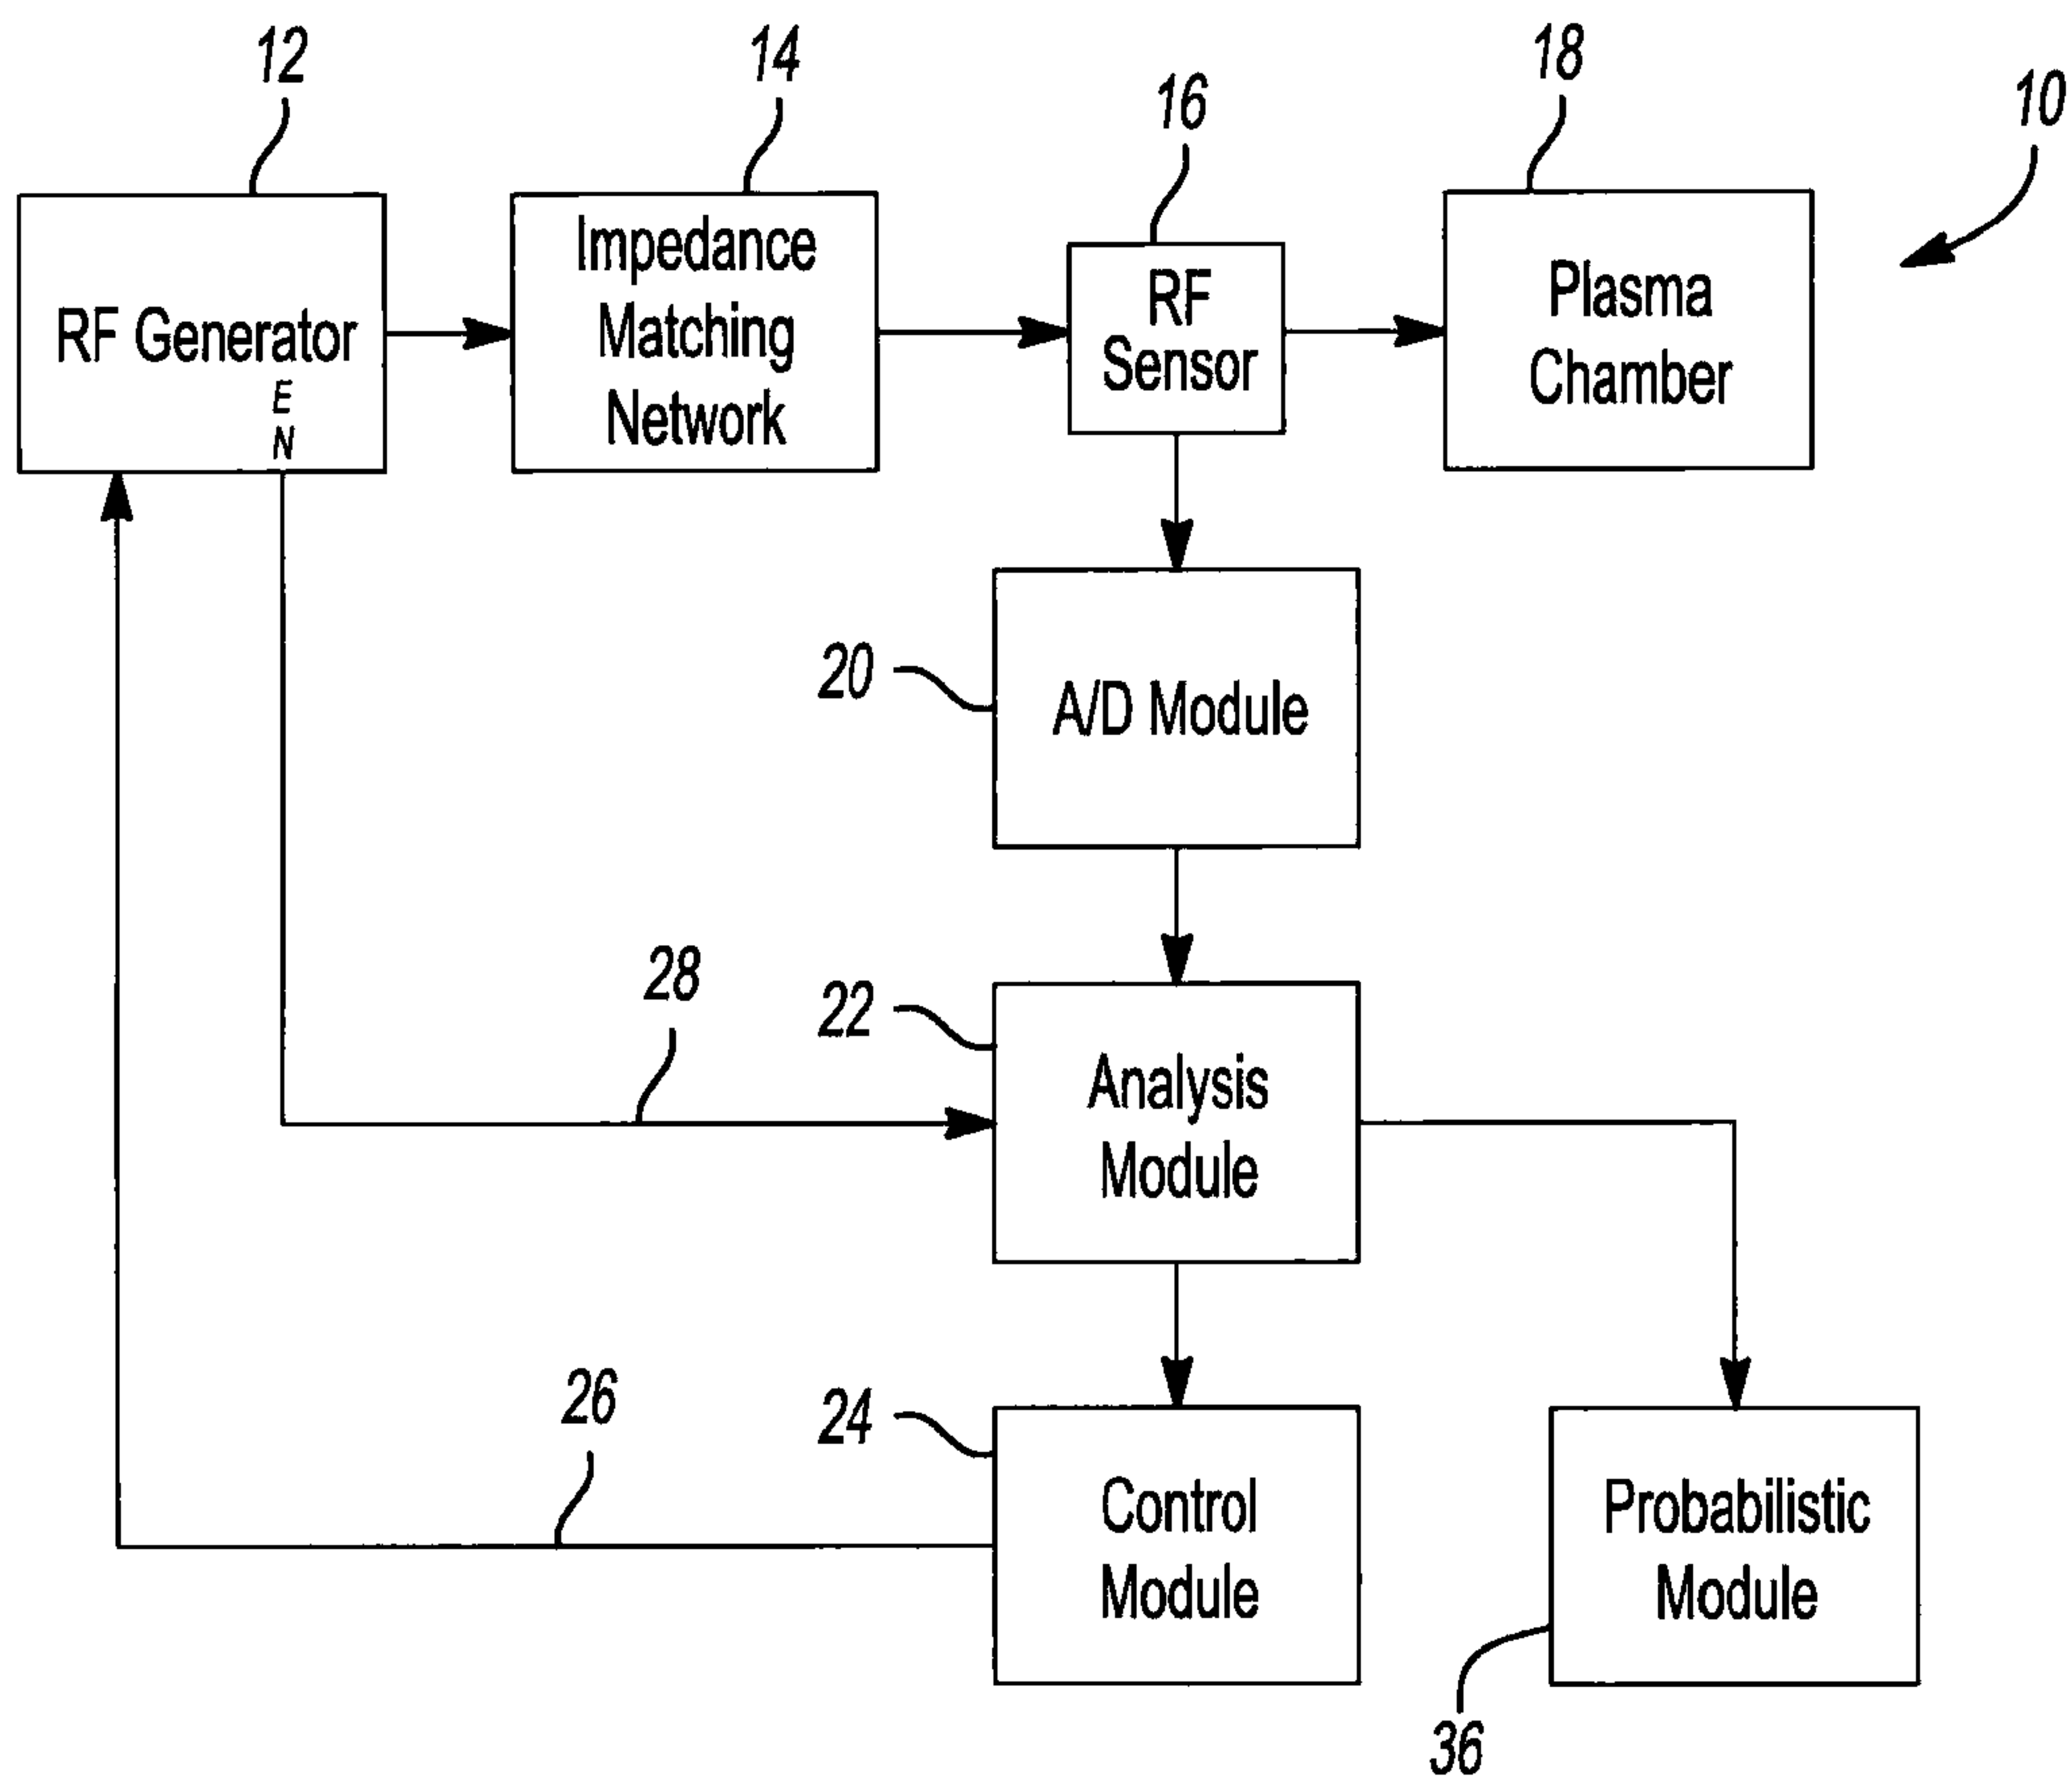 12
14
16
18
10
RF Generator
E
N
Impedance
Matching
Network
RF
Sensor
Plasma
Chamber
20
A/D Module
28
22
Analysis
Module
26
24
Control
Module
Probabilistic
Module
36